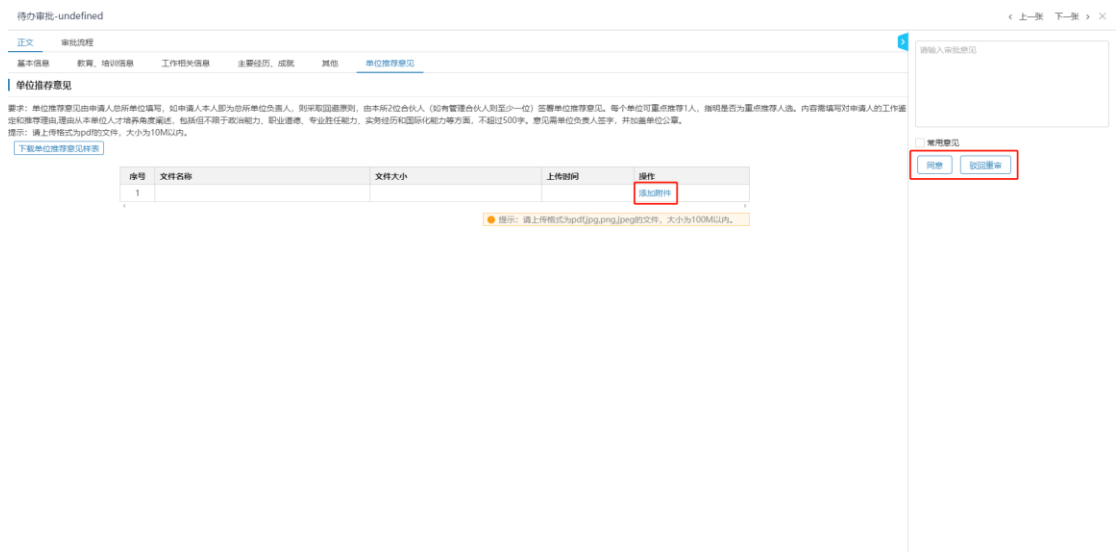 待办审批-undefined
上一张 下一张
正文 审批流程
基本信息 教育、培训信息 工作相关信息 主要经历、成就 其他 单位推荐意见
请输入审批意见
单位推荐意见
要求：单位推荐意见由申请人总所单位填写，如申请人本人即为总所单位负责人，则采取回避原则，由本所2位合伙人（如有管理合伙人则至少一位）签署单位推荐意见。每个单位可重点推荐1人，指明是否为重点推荐人选。内容需填写对申请人的工作鉴
定和推荐理由,理由从本单位人才培养角度阐述，包括但不限于政治能力、职业道德、专业胜任能力、实务经历和国际化能力等方面，不超过500字。意见需单位负责人签字，并加盖单位公章。
提示：请上传格式为pdf的文件，大小为10M以内。
下载单位推荐意见样表
常用意见
同意 驳回重审
序号 文件名称 文件大小 上传时间 操作
1 添加附件
提示：请上传格式为pdf,jpg,png,jpeg的文件，大小为100M以内。